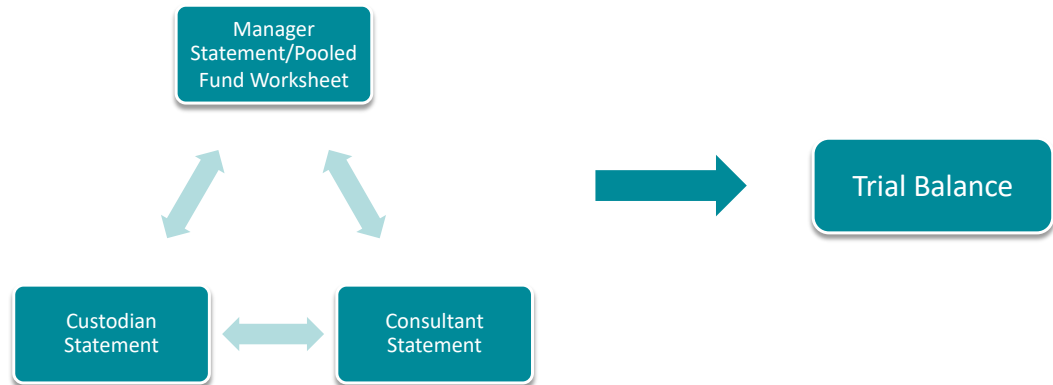 Manager
Statement/Pooled
Fund Worksheet
Trial Balance
Custodian
Statement
Consultant
Statement